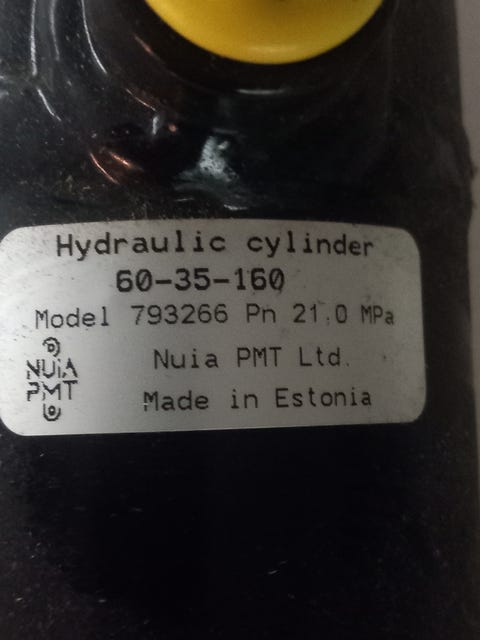 Hydraulic cylinder
60-35-160
Model 793266 Pn 21.0 MPa
NUIA
PMT
Nuia PMT Ltd.
Made in Estonia